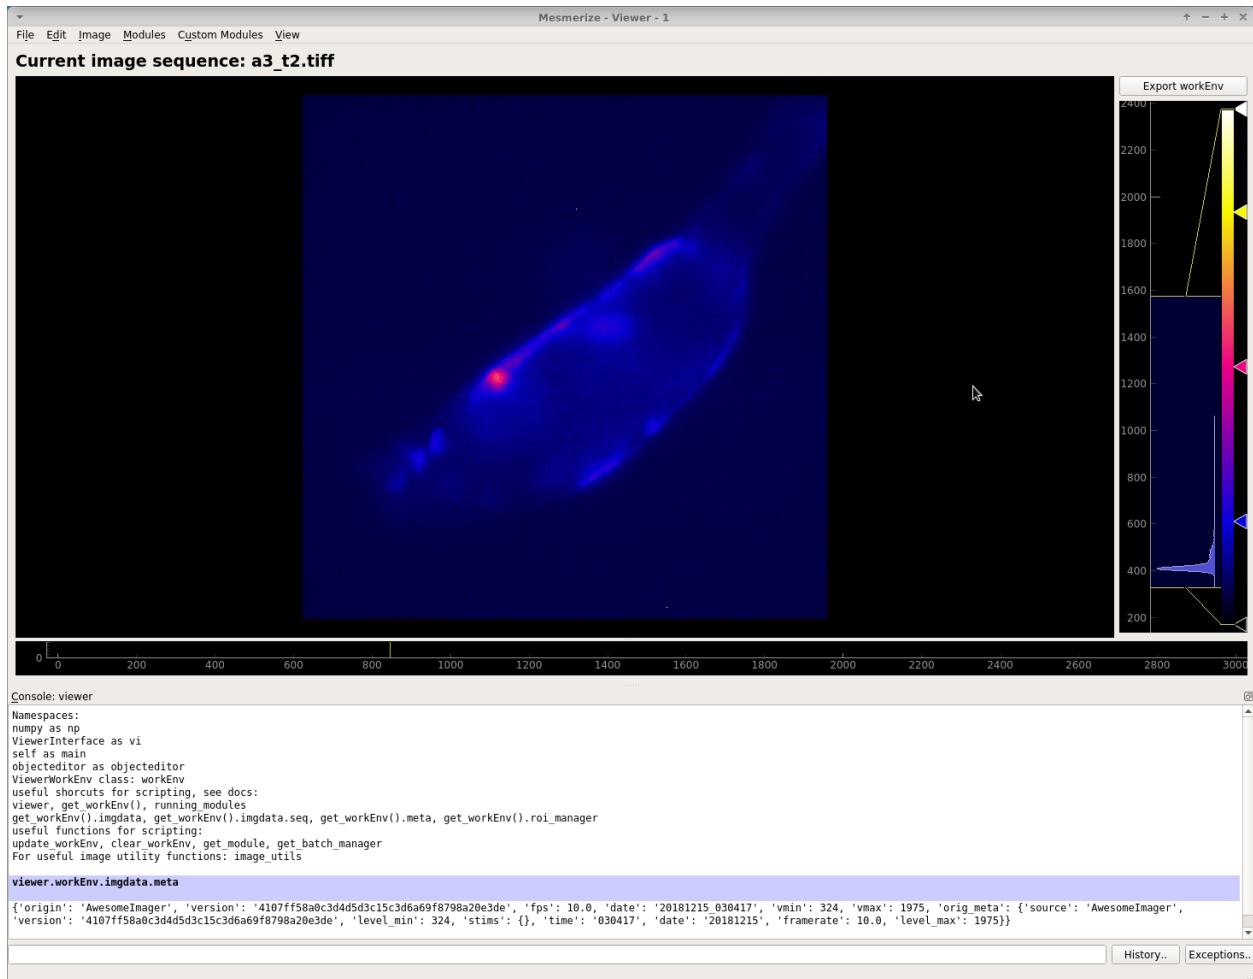 Mesmerize - Viewer - 1
File Edit Image Modules Custom Modules View
Current image sequence: a3_t2.tiff
Export workEnv
2400
2200
2000
1800
1600
1400
1200
1000
800
600
400
200
0
0 200 400 600 800 1000 1200 1400 1600 1800 2000 2200 2400 2600 2800 3000
Console: viewer
Namespaces:
numpy as np
ViewerInterface as vi
self as main
objecteditor as objecteditor
ViewerWorkEnv class: workEnv
useful shorcuts for scripting, see docs:
viewer, get_workEnv(), running_modules
get_workEnv().imgdata, get_workEnv().imgdata.seq, get_workEnv().meta, get_workEnv().roi_manager
useful functions for scripting:
update_workEnv, clear_workEnv, get_module, get_batch_manager
For useful image utility functions: image_utils
viewer.workEnv.imgdata.meta
{'origin': 'AwesomeImager', 'version': '4107ff58a0c3d4d5d3c15c3d6a69f8798a20e3de', 'fps': 10.0, 'date': '20181215_030417', 'vmin': 324, 'vmax': 1975, 'orig_meta': {'source': 'AwesomeImager',
'version': '4107ff58a0c3d4d5d3c15c3d6a69f8798a20e3de', 'level_min': 324, 'stims': {}, 'time': '030417', 'date': '20181215', 'framerate': 10.0, 'level_max': 1975}}
History.. Exceptions..